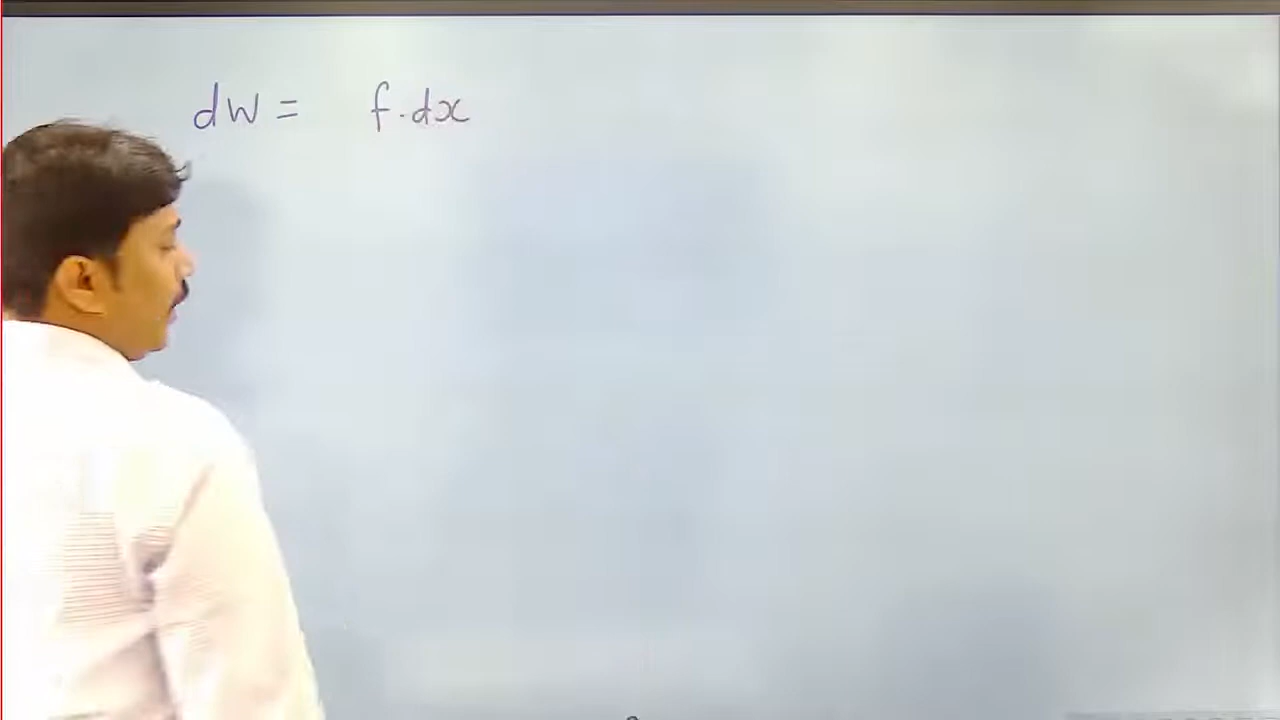 dW = f.dx